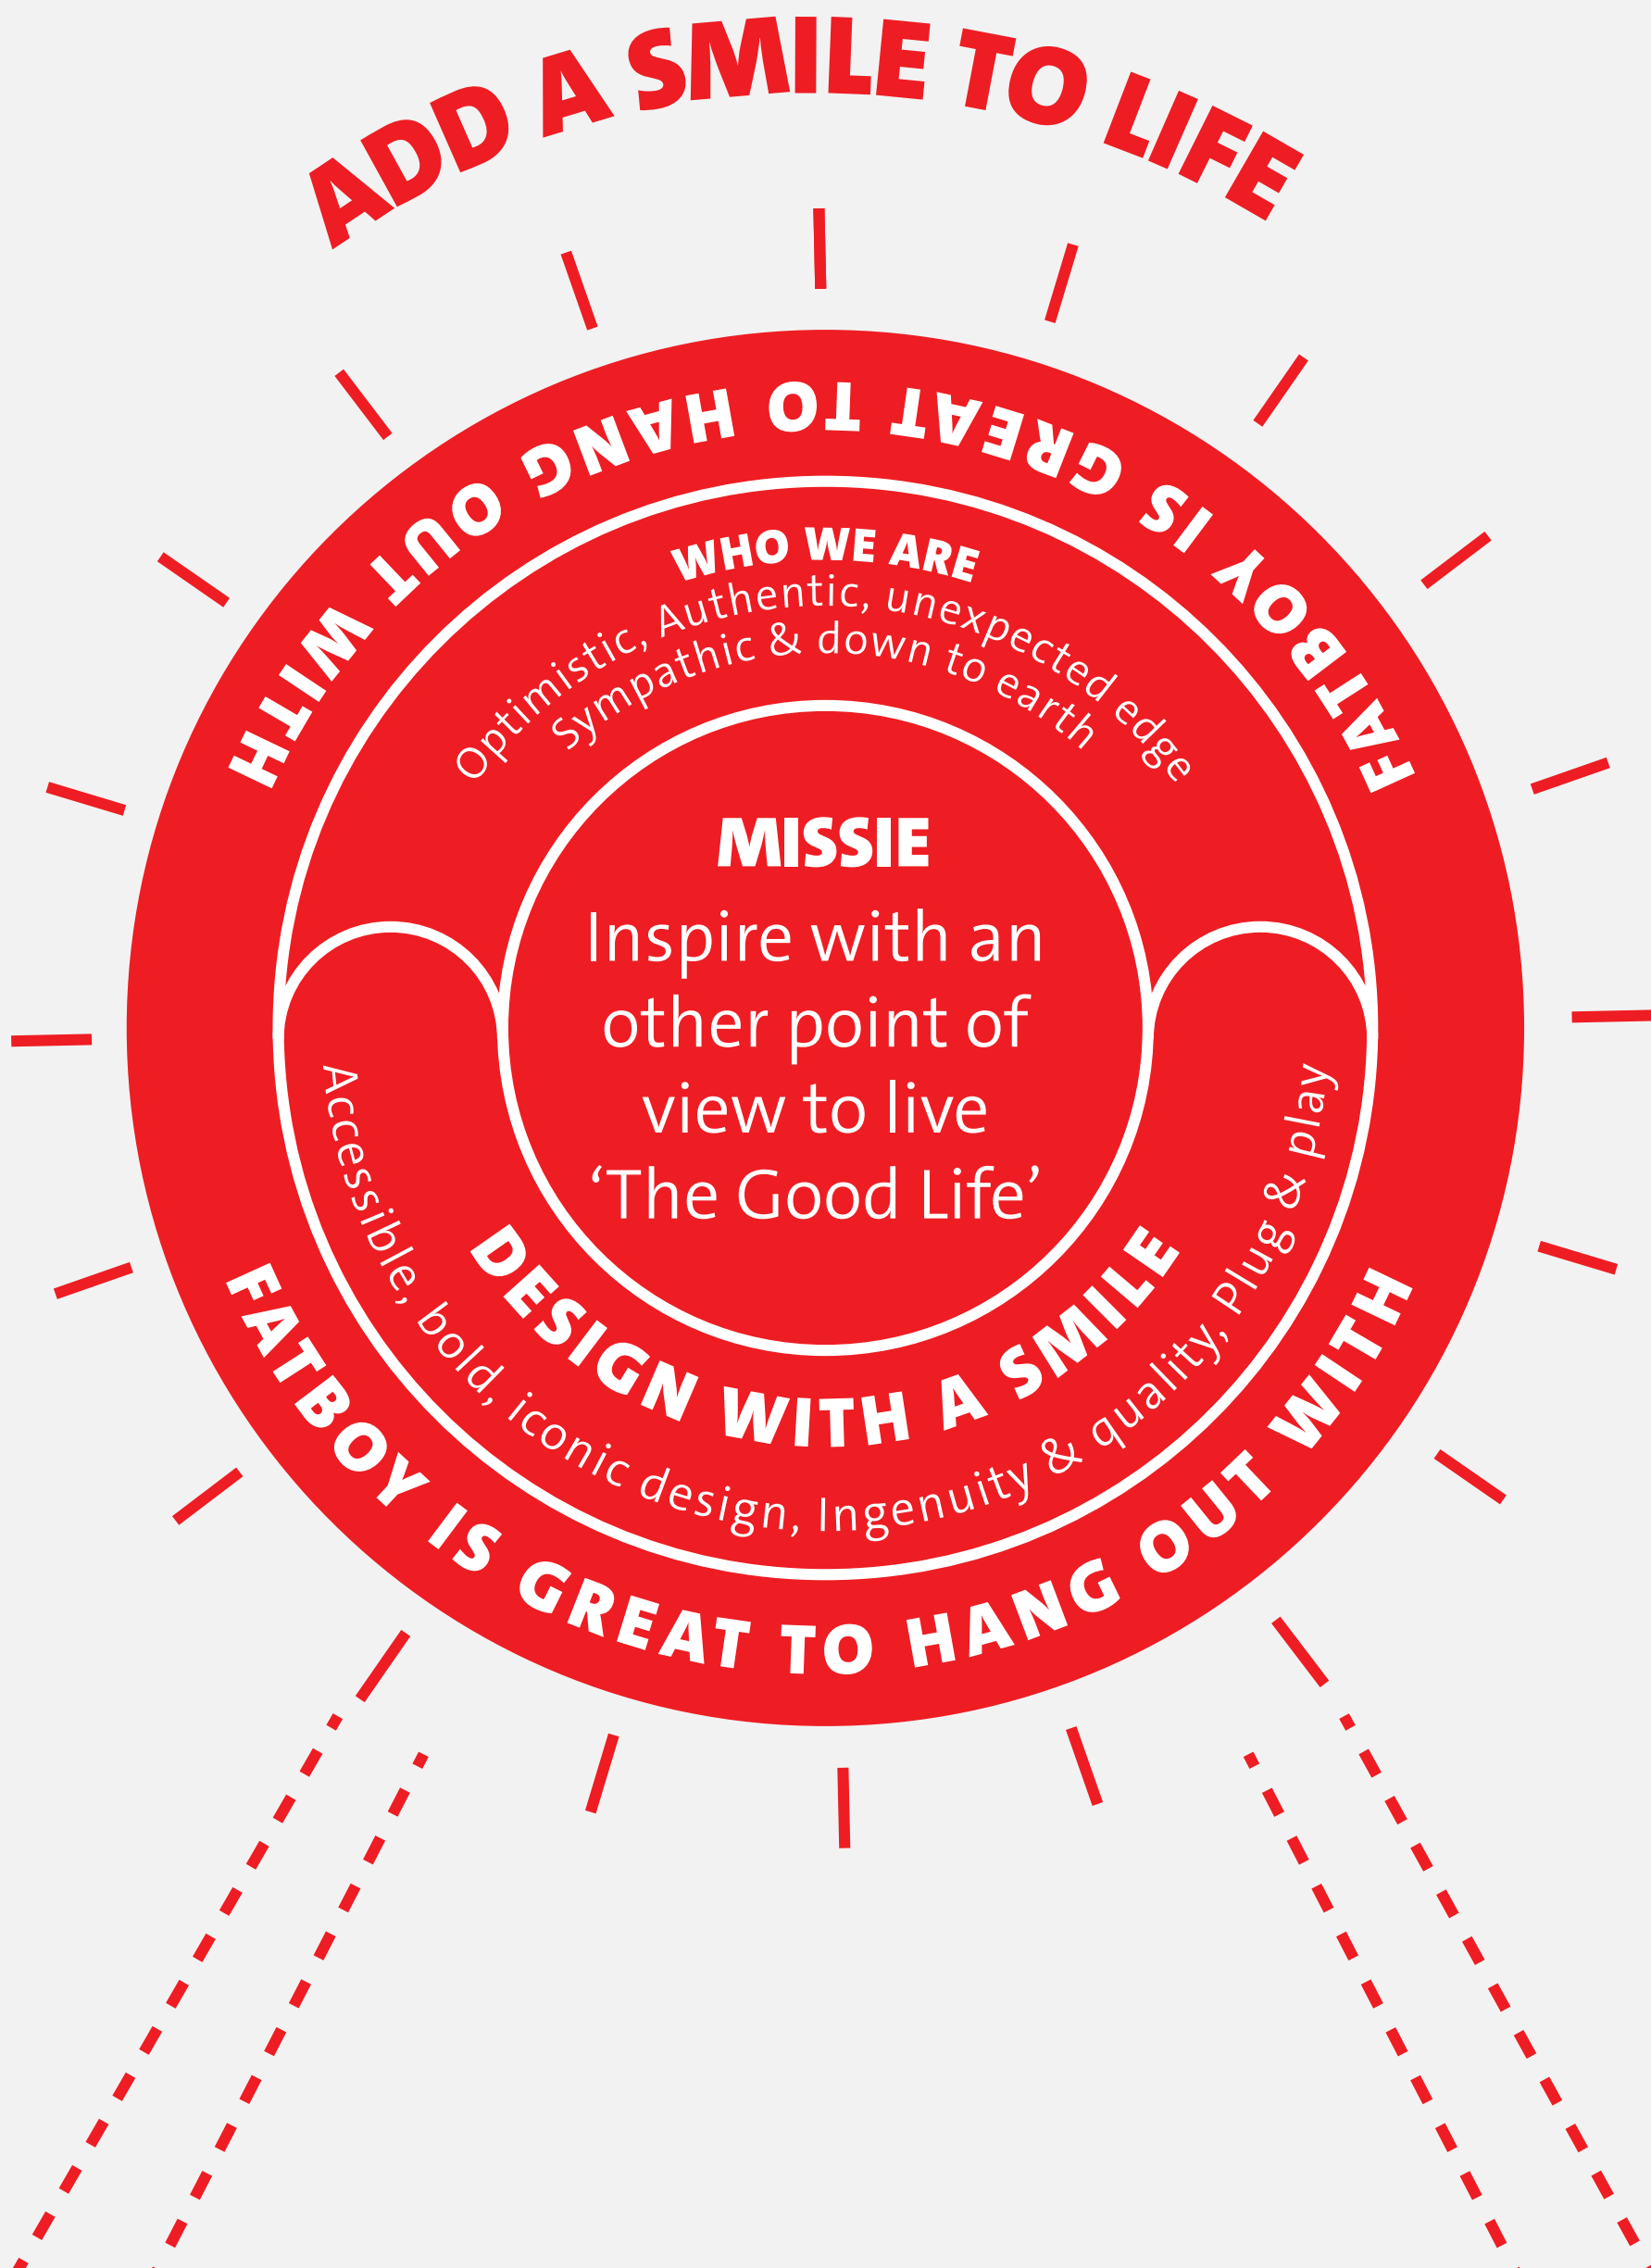 ADD A SMILE TO LIFE
FATBOY IS GREAT TO HANG OUT WITH
WHO WE ARE
Optimistic, Authentic, unexpected edge
Sympathic & down to earth
MISSIE
Inspire with an
other point of
view to live
‘The Good Life’
DESIGN WITH A SMILE
Accessible, bold, iconic design, Ingenuity & quality, Plug & play
FATBOY IS GREAT TO HANG OUT WITH